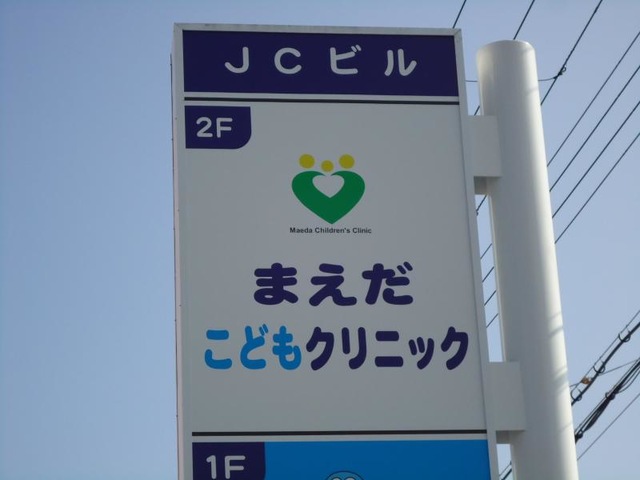 JCビル
2F
Maeda Children's Clinic
まえだ
こどもクリニック
1F